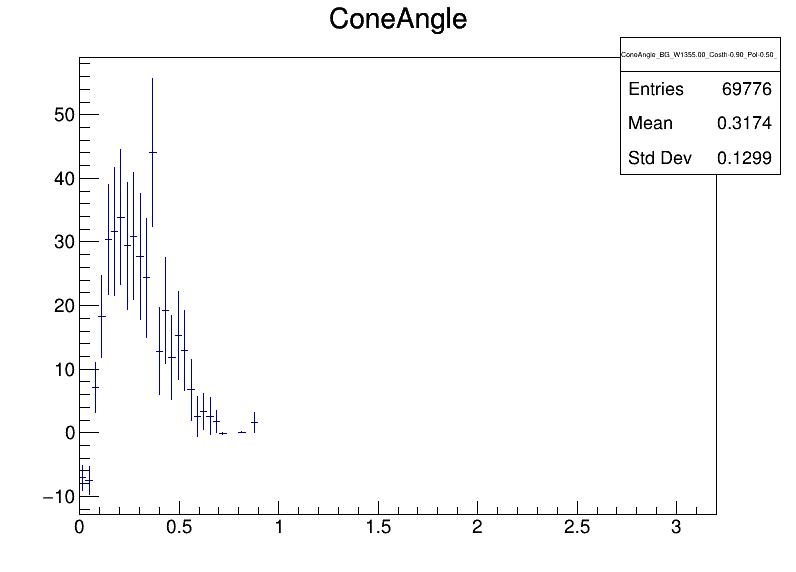 ConeAngle
ConeAngle_BG_W1355.00_Costh-0.90_Pol-0.50_
Entries 69776
Mean 0.3174
Std Dev 0.1299
50
40
30
20
10
0
−10
0 0.5 1 1.5 2 2.5 3